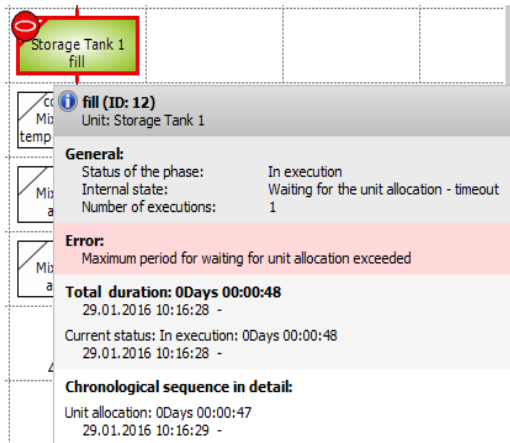 Storage Tank 1
fill
Mix
temp
Mix
a
Mix
a
fill (ID: 12)
Unit: Storage Tank 1
General:
Status of the phase: In execution
Internal state: Waiting for the unit allocation - timeout
Number of executions: 1
Error:
Maximum period for waiting for unit allocation exceeded
Total duration: 0Days 00:00:48
29.01.2016 10:16:28 -
Current status: In execution: 0Days 00:00:48
29.01.2016 10:16:28 -
Chronological sequence in detail:
Unit allocation: 0Days 00:00:47
29.01.2016 10:16:29 -